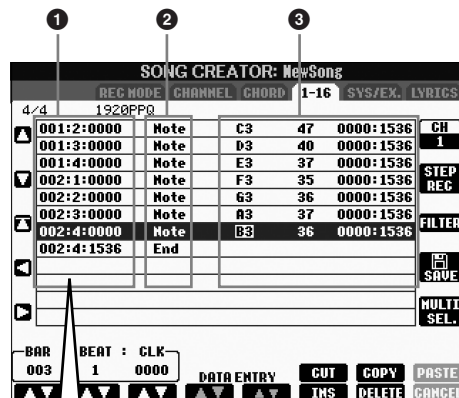 1 2 3
SONG CREATOR: NewSong
REC MODE CHANNEL CHORD 1-16 SYS/EX. LYRICS
4/4 1920PPQ
001:2:0000 Note C3 47 0000:1536
001:3:0000 Note D3 40 0000:1536
001:4:0000 Note E3 37 0000:1536
002:1:0000 Note F3 35 0000:1536
002:2:0000 Note G3 36 0000:1536
002:3:0000 Note A3 37 0000:1536
002:4:0000 Note B3 36 0000:1536
002:4:1536 End
CH
1
STEP
REC
FILTER
SAVE
MULTI
SEL.
BAR BEAT : CLK
003 1 0000
DATA ENTRY
CUT COPY PASTE
INS DELETE CANCEL